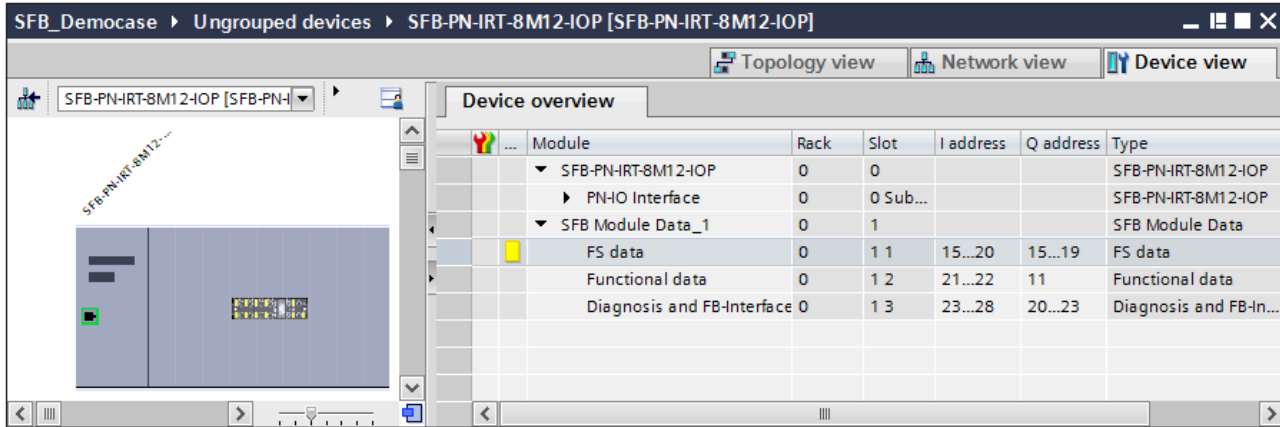 SFB_Democase ▸ Ungrouped devices ▸ SFB-PN-IRT-8M12-IOP [SFB-PN-IRT-8M12-IOP]
Topology view Network view Device view
SFB-PN-IRT-8M12-IOP [SFB-PN-I
Device overview
SFB-PN-IRT-8M12-...
... Module Rack Slot I address Q address Type
SFB-PN-IRT-8M12-IOP 0 0 SFB-PN-IRT-8M12-IOP
PN-IO Interface 0 0 Sub... SFB-PN-IRT-8M12-IOP
SFB Module Data_1 0 1 SFB Module Data
FS data 0 1 1 15...20 15...19 FS data
Functional data 0 1 2 21...22 11 Functional data
Diagnosis and FB-Interface 0 1 3 23...28 20...23 Diagnosis and FB-In...